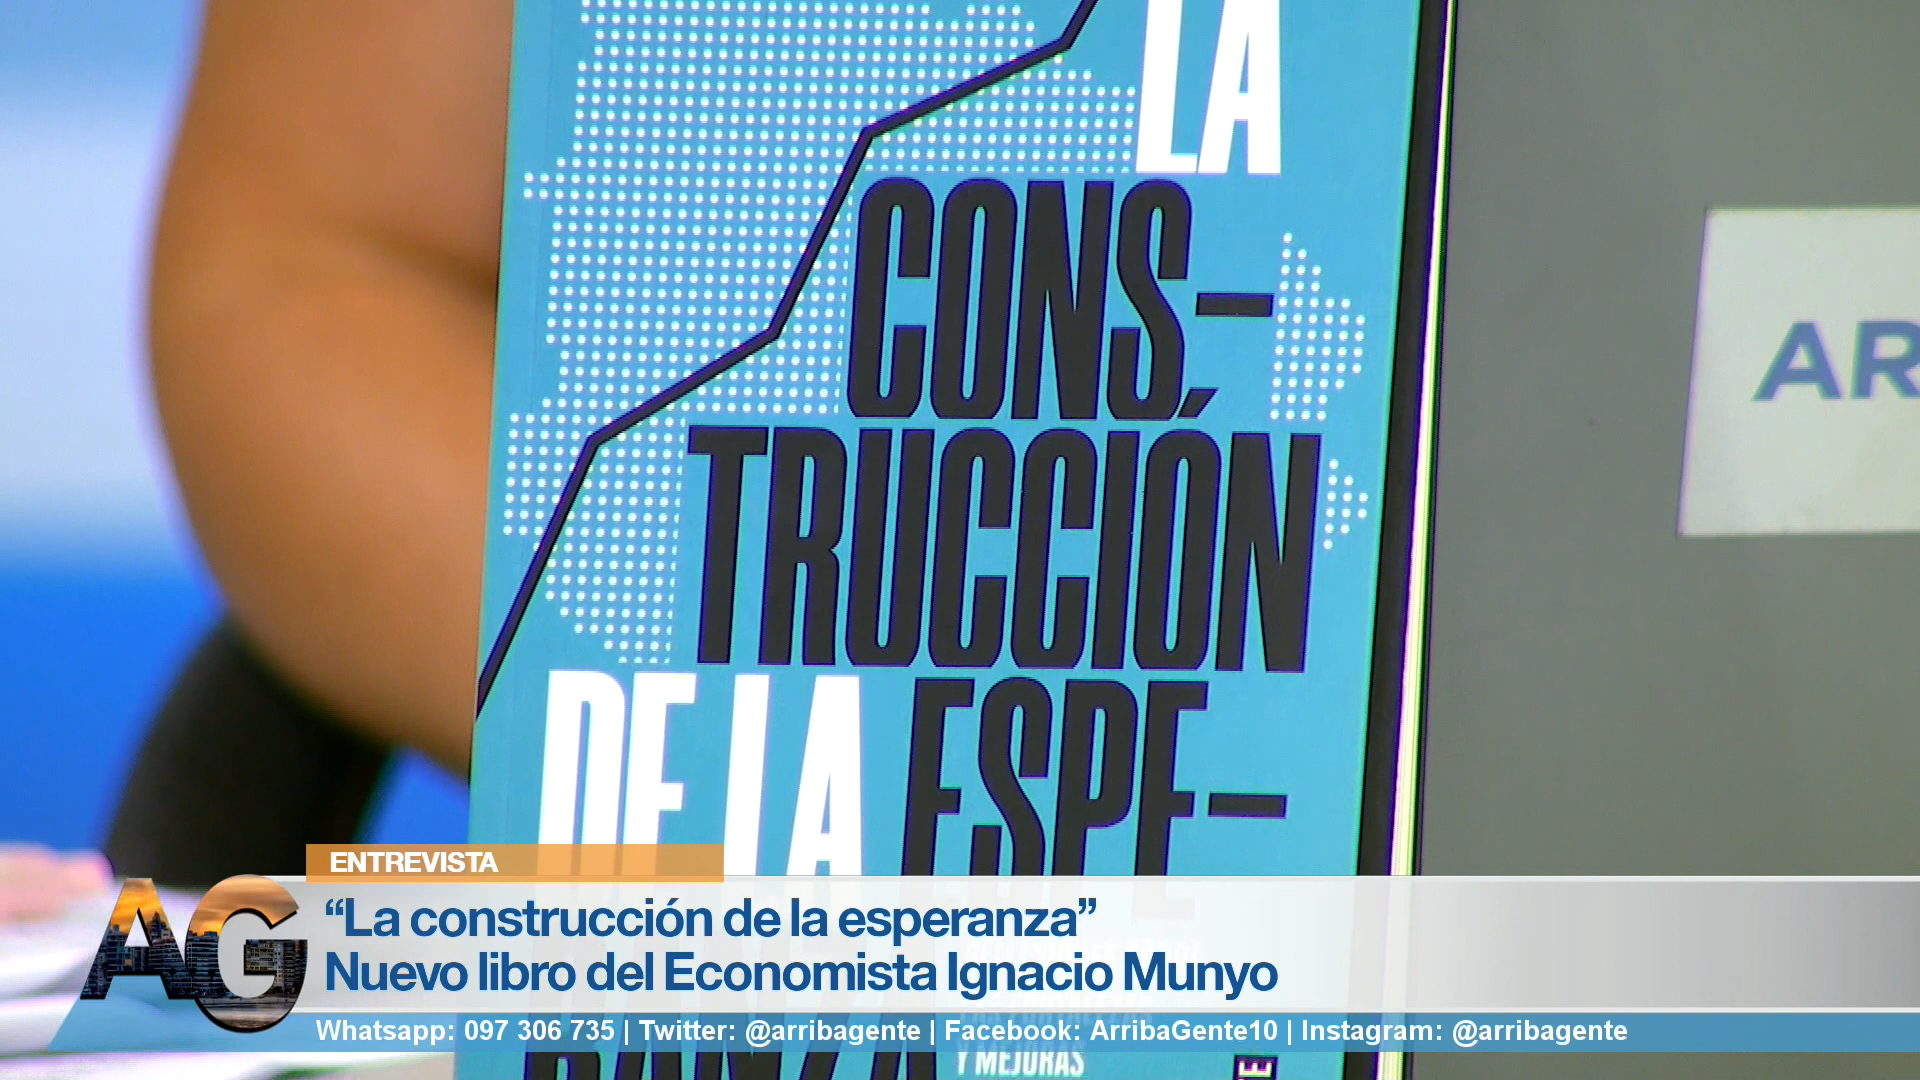 LA
CONS–
TRUCCIÓN
DE LA ESPE–
RANZA
Y MEJORAS
AR
ENTREVISTA
“La construcción de la esperanza”
Nuevo libro del Economista Ignacio Munyo
AG
Whatsapp: 097 306 735 | Twitter: @arribagente | Facebook: ArribaGente10 | Instagram: @arribagente